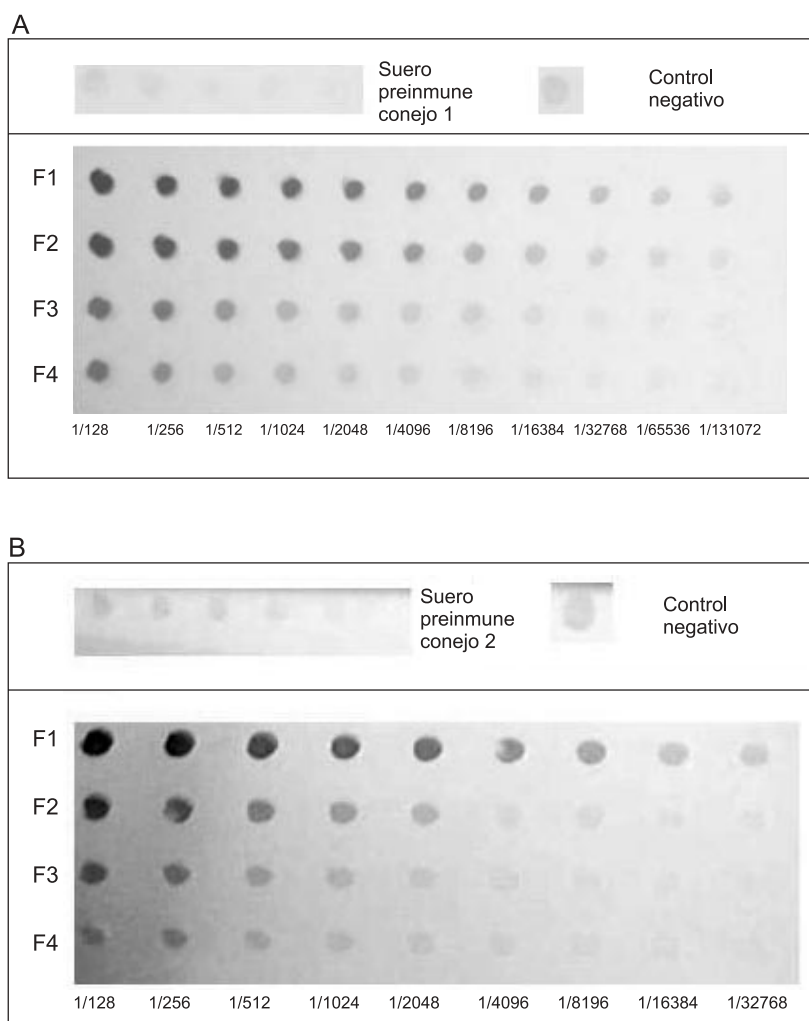 A
Suero
preinmune
conejo 1
Control
negativo
F1
F2
F3
F4
1/128 1/256 1/512 1/1024 1/2048 1/4096 1/8196 1/16384 1/32768 1/65536 1/131072
B
Suero
preinmune
conejo 2
Control
negativo
F1
F2
F3
F4
1/128 1/256 1/512 1/1024 1/2048 1/4096 1/8196 1/16384 1/32768